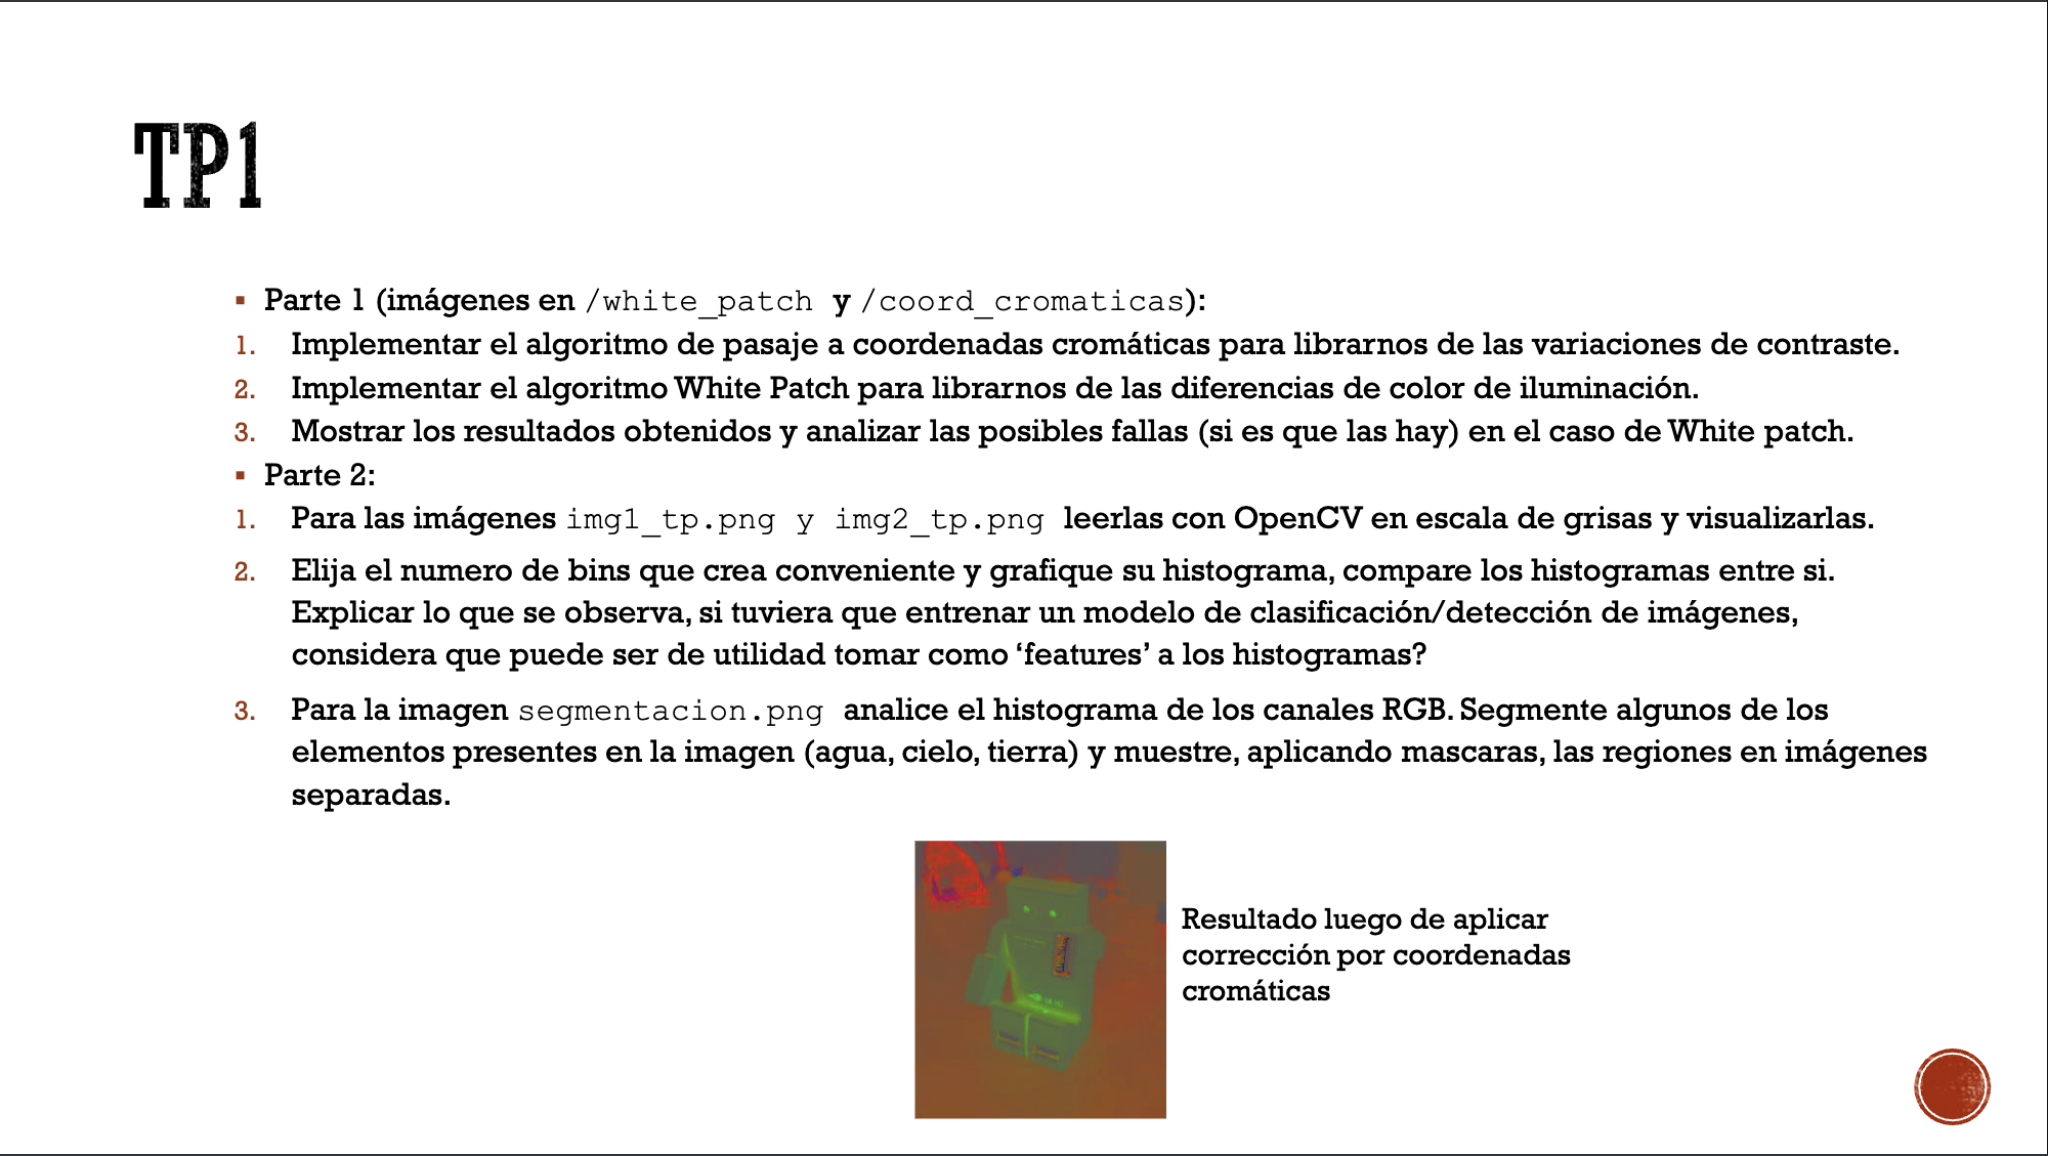 TP1
▪ Parte 1 (imágenes en /white_patch y /coord_cromaticas):
1. Implementar el algoritmo de pasaje a coordenadas cromáticas para librarnos de las variaciones de contraste.
2. Implementar el algoritmo White Patch para librarnos de las diferencias de color de iluminación.
3. Mostrar los resultados obtenidos y analizar las posibles fallas (si es que las hay) en el caso de White patch.
▪ Parte 2:
1. Para las imágenes img1_tp.png y img2_tp.png leerlas con OpenCV en escala de grisas y visualizarlas.
2. Elija el numero de bins que crea conveniente y grafique su histograma, compare los histogramas entre si.
Explicar lo que se observa, si tuviera que entrenar un modelo de clasificación/detección de imágenes,
considera que puede ser de utilidad tomar como ‘features’ a los histogramas?
3. Para la imagen segmentacion.png analice el histograma de los canales RGB. Segmente algunos de los
elementos presentes en la imagen (agua, cielo, tierra) y muestre, aplicando mascaras, las regiones en imágenes
separadas.
Resultado luego de aplicar
corrección por coordenadas
cromáticas